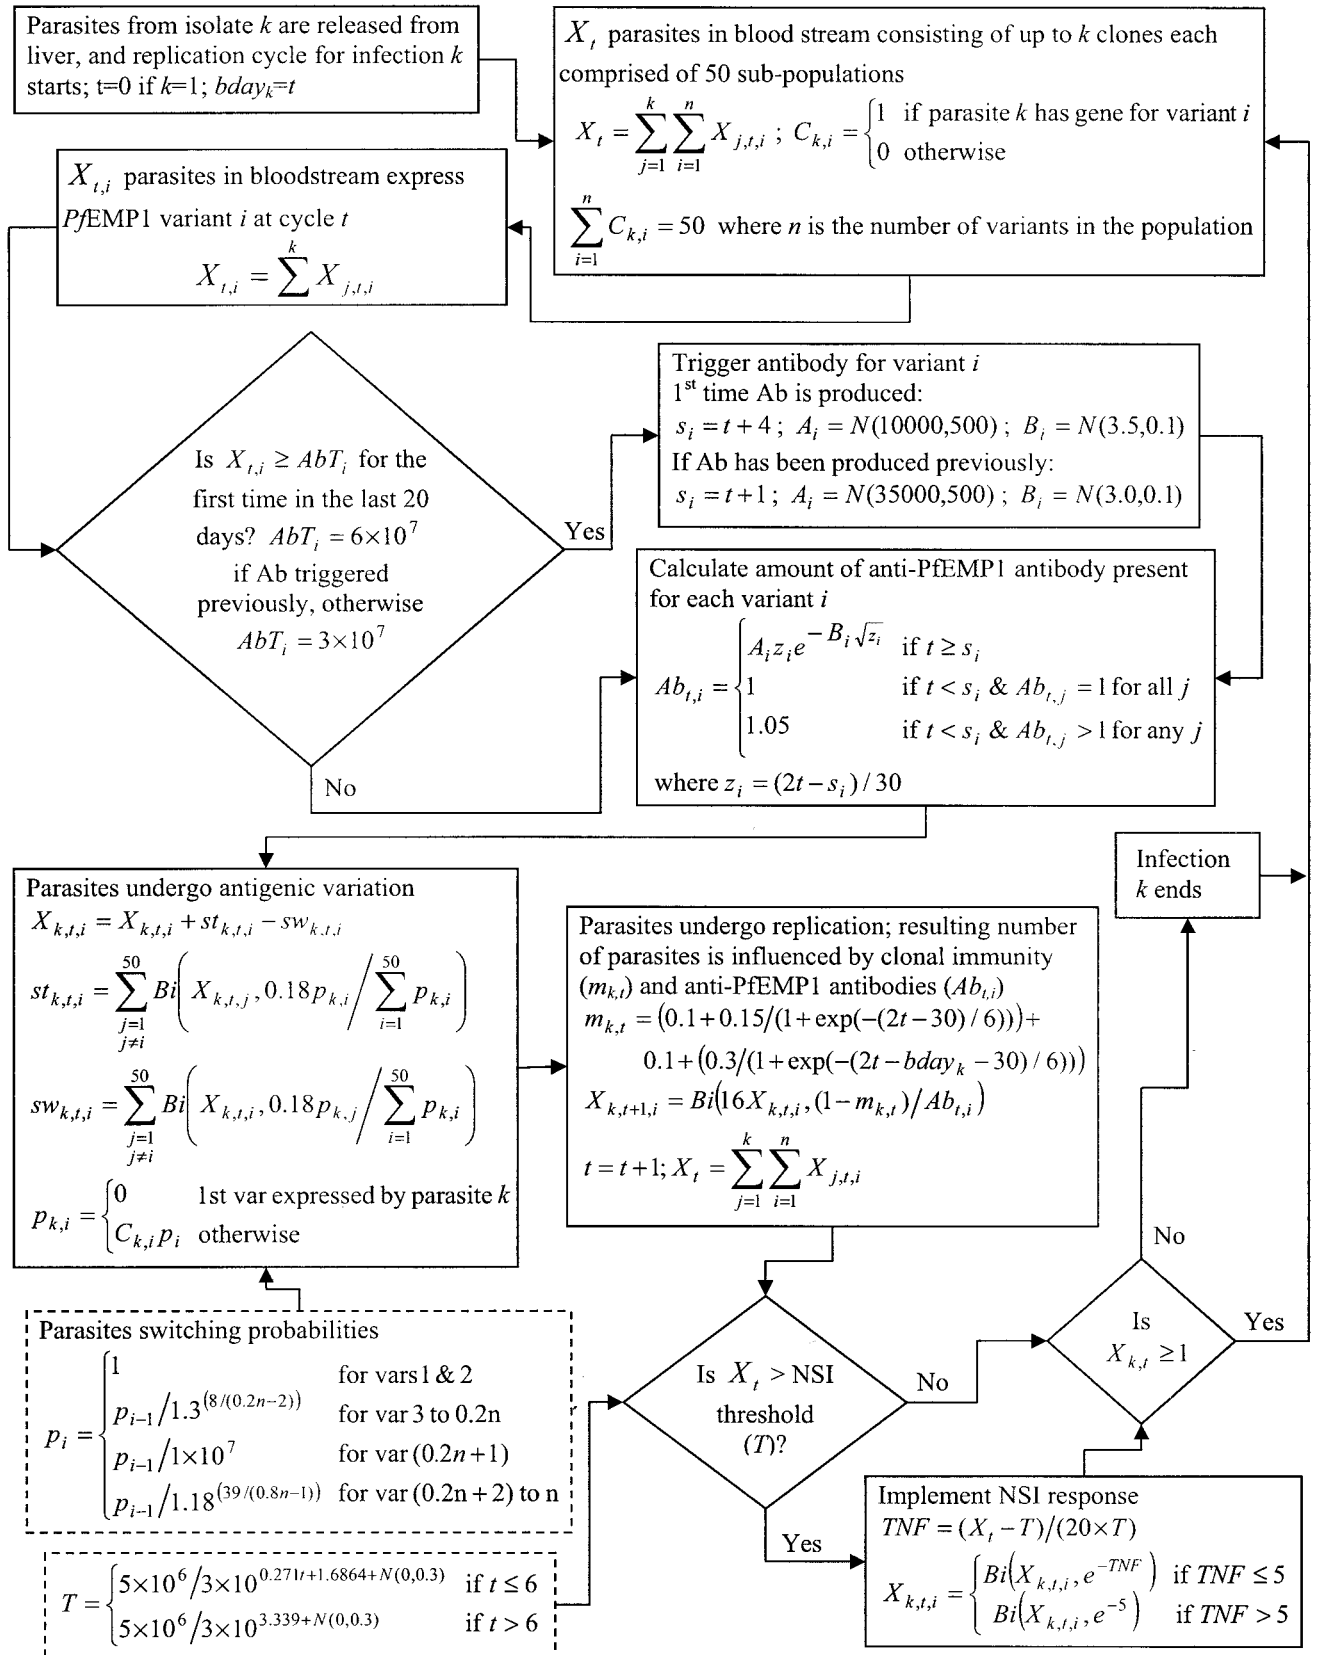 Parasites from isolate k are released from
liver, and replication cycle for infection k
starts; t=0 if k=1; bday_k=t
X_t parasites in blood stream consisting of up to k clones each
comprised of 50 sub-populations
X_t = ∑_{j=1}^{k} ∑_{i=1}^{n} X_{j,t,i} ; C_{k,i} = {1 if parasite k has gene for variant i
0 otherwise
∑_{i=1}^{n} C_{k,i} = 50 where n is the number of variants in the population
X_{t,i} parasites in bloodstream express
PfEMP1 variant i at cycle t
X_{t,i} = ∑^{k} X_{j,t,i}
Is X_{t,i} ≥ AbT_i for the
first time in the last 20
days? AbT_i = 6×10^7
if Ab triggered
previously, otherwise
AbT_i = 3×10^7
Yes
No
Trigger antibody for variant i
1st time Ab is produced:
s_i = t+4 ; A_i = N(10000,500) ; B_i = N(3.5,0.1)
If Ab has been produced previously:
s_i = t+1 ; A_i = N(35000,500) ; B_i = N(3.0,0.1)
Calculate amount of anti-PfEMP1 antibody present
for each variant i
Ab_{t,i} = {A_i z_i e^{-B_i √z_i} if t ≥ s_i
1 if t < s_i & Ab_{t,j} = 1 for all j
1.05 if t < s_i & Ab_{t,j} > 1 for any j
where z_i = (2t − s_i) / 30
Parasites undergo antigenic variation
X_{k,t,i} = X_{k,t,i} + st_{k,t,i} − sw_{k,t,i}
st_{k,t,i} = ∑_{j=1, j≠i}^{50} Bi( X_{k,t,j}, 0.18p_{k,i} / ∑_{i=1}^{50} p_{k,i} )
sw_{k,t,i} = ∑_{j=1, j≠i}^{50} Bi( X_{k,t,i}, 0.18p_{k,j} / ∑_{i=1}^{50} p_{k,i} )
p_{k,i} = {0 1st var expressed by parasite k
C_{k,i} p_i otherwise
Parasites undergo replication; resulting number
of parasites is influenced by clonal immunity
(m_{k,t}) and anti-PfEMP1 antibodies (Ab_{t,i})
m_{k,t} = (0.1+0.15/(1+exp(−(2t−30)/6)))+
0.1+(0.3/(1+exp(−(2t−bday_k −30)/6)))
X_{k,t+1,i} = Bi(16X_{k,t,i}, (1−m_{k,t})/Ab_{t,i})
t = t+1; X_t = ∑_{j=1}^{k} ∑_{i=1}^{n} X_{j,t,i}
Infection
k ends
Parasites switching probabilities
p_i = {1 for vars 1 & 2
p_{i−1}/1.3^{(8/(0.2n−2))} for var 3 to 0.2n
p_{i−1}/1×10^7 for var (0.2n+1)
p_{i−1}/1.18^{(39/(0.8n−1))} for var (0.2n+2) to n
T = {5×10^6/3×10^{0.271t+1.6864+N(0,0.3)} if t ≤ 6
5×10^6/3×10^{3.339+N(0,0.3)} if t > 6
Is X_t > NSI
threshold
(T)?
No
Yes
Is
X_{k,t} ≥ 1
No
Yes
Implement NSI response
TNF = (X_t − T)/(20×T)
X_{k,t,i} = {Bi(X_{k,t,i}, e^{−TNF}) if TNF ≤ 5
Bi(X_{k,t,i}, e^{−5}) if TNF > 5